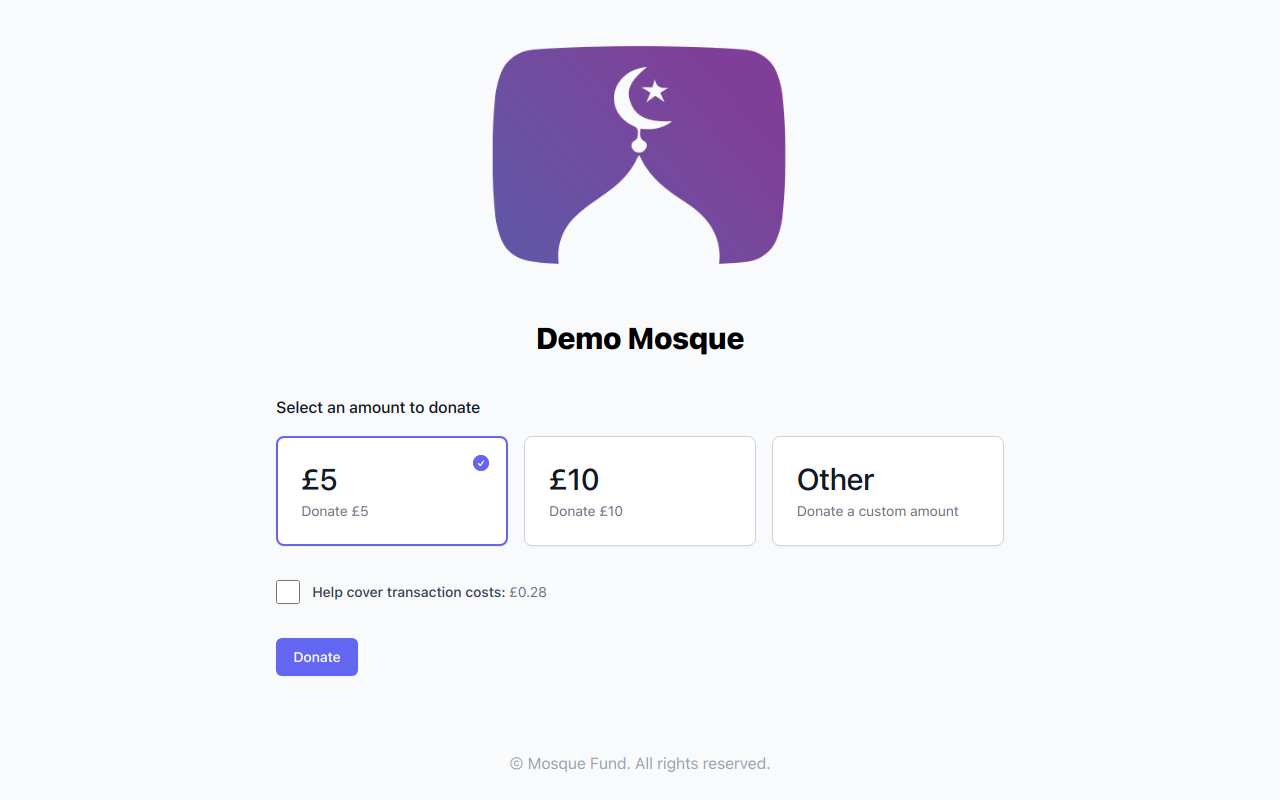 Demo Mosque
Select an amount to donate
£5
Donate £5
£10
Donate £10
Other
Donate a custom amount
Help cover transaction costs: £0.28
Donate
© Mosque Fund. All rights reserved.